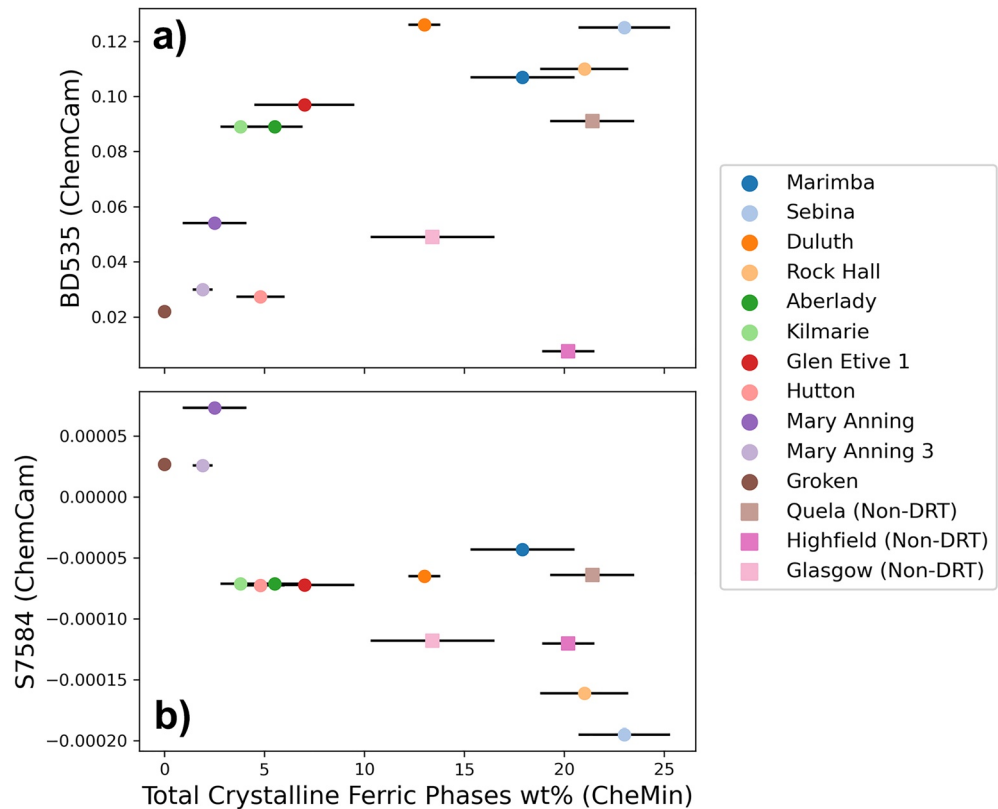 a)
0.12
0.10
0.08
0.06
0.04
0.02
BD535 (ChemCam)
b)
0.00005
0.00000
−0.00005
−0.00010
−0.00015
−0.00020
S7584 (ChemCam)
0 5 10 15 20 25
Total Crystalline Ferric Phases wt% (CheMin)
Marimba
Sebina
Duluth
Rock Hall
Aberlady
Kilmarie
Glen Etive 1
Hutton
Mary Anning
Mary Anning 3
Groken
Quela (Non-DRT)
Highfield (Non-DRT)
Glasgow (Non-DRT)